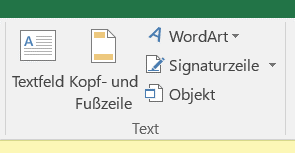 Textfeld
Kopf- und
Fußzeile
WordArt
Signaturzeile
Objekt
Text